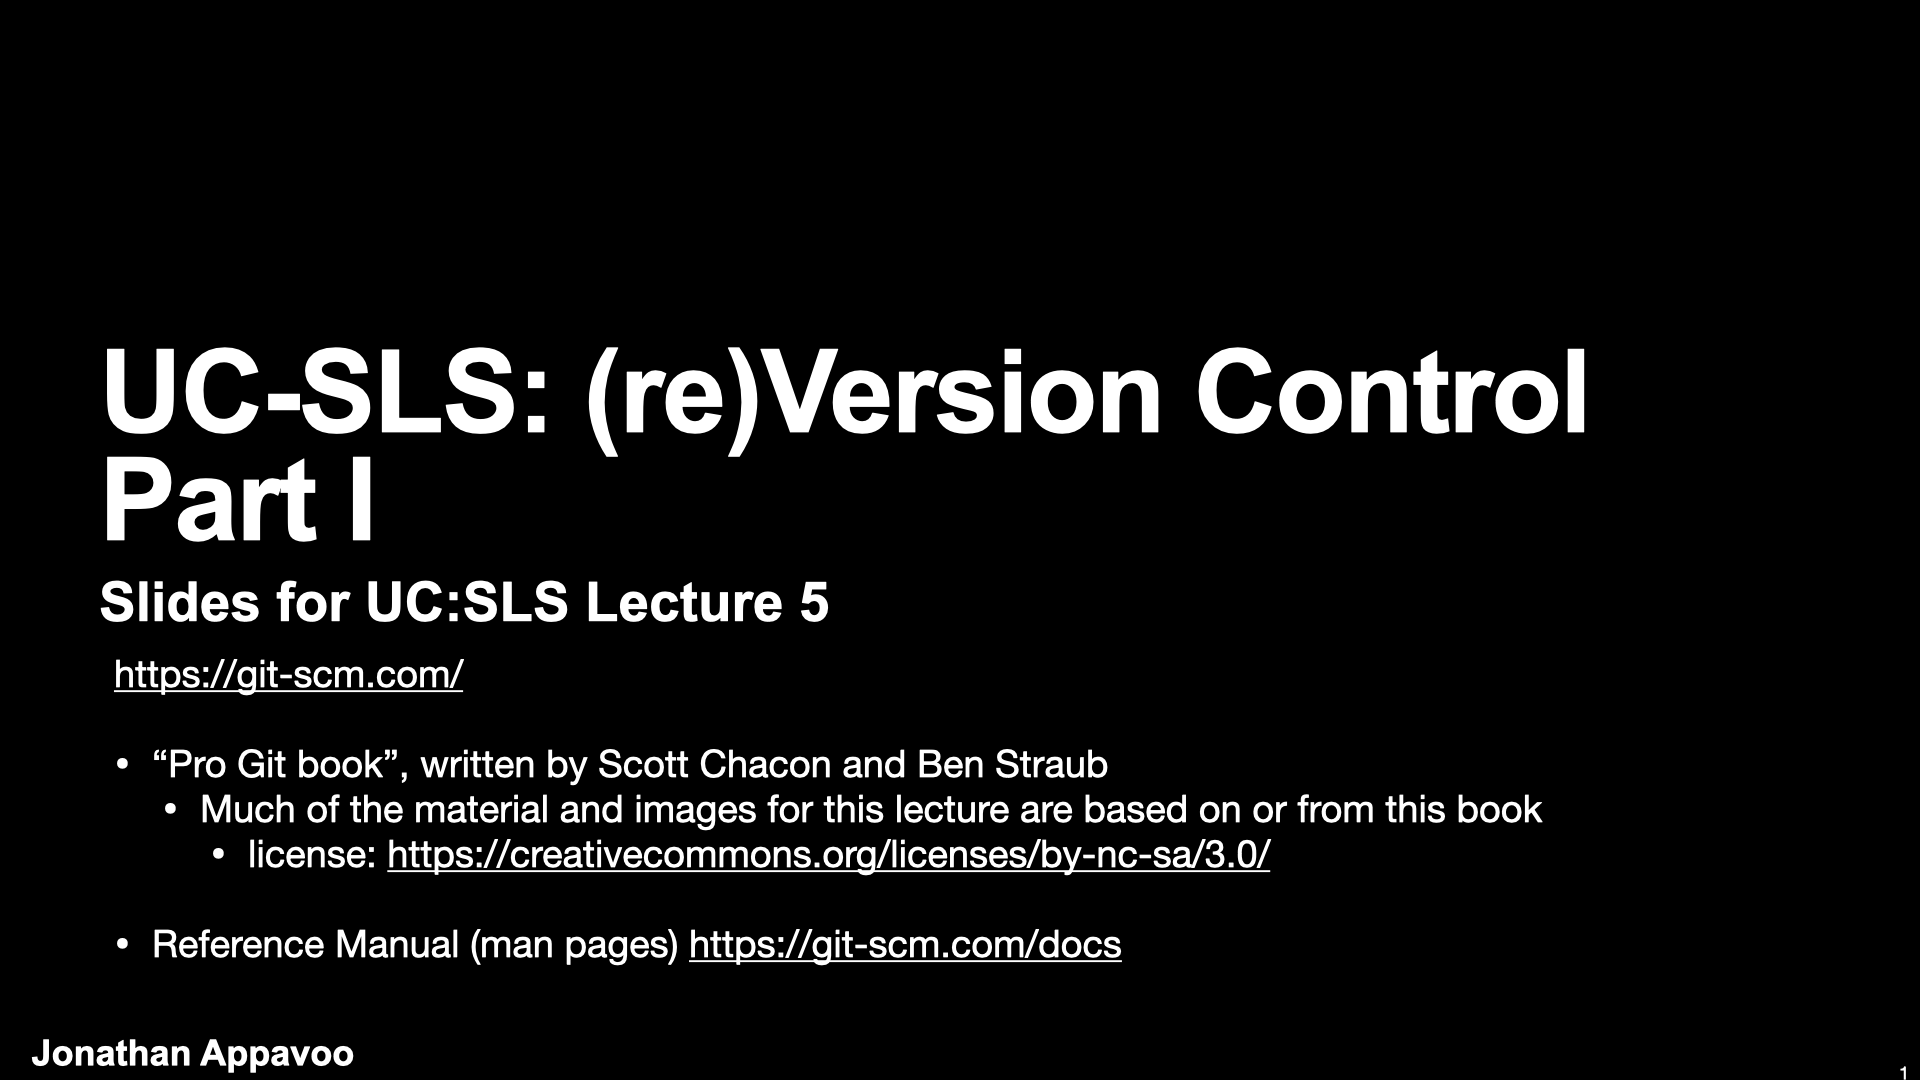 UC-SLS: (re)Version Control
Part I
Slides for UC:SLS Lecture 5
https://git-scm.com/
• “Pro Git book”, written by Scott Chacon and Ben Straub
• Much of the material and images for this lecture are based on or from this book
• license: https://creativecommons.org/licenses/by-nc-sa/3.0/
• Reference Manual (man pages) https://git-scm.com/docs
Jonathan Appavoo
1